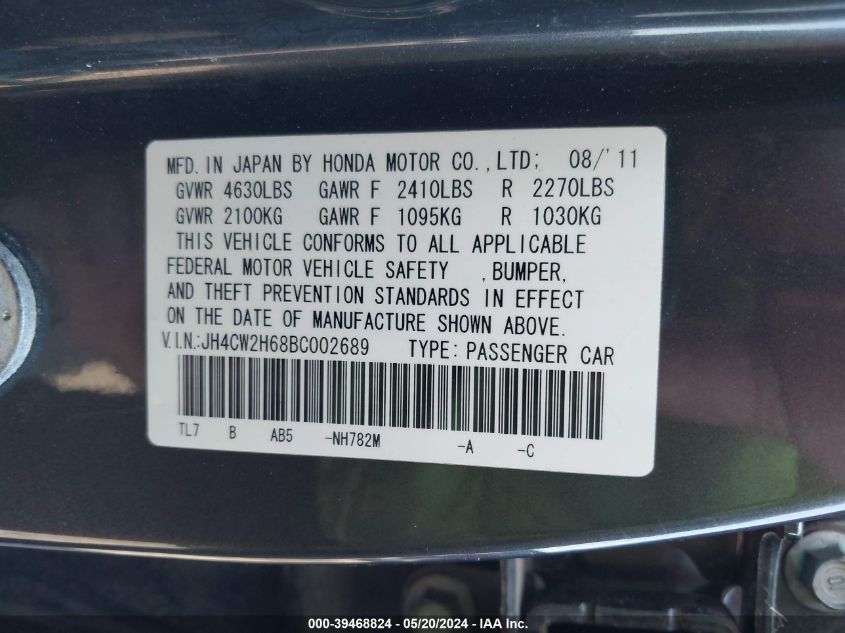 MFD. IN JAPAN BY HONDA MOTOR CO.,LTD; 08/'11
GVWR 4630LBS GAWR F 2410LBS R 2270LBS
GVWR 2100KG GAWR F 1095KG R 1030KG
THIS VEHICLE CONFORMS TO ALL APPLICABLE
FEDERAL MOTOR VEHICLE SAFETY ,BUMPER,
AND THEFT PREVENTION STANDARDS IN EFFECT
ON THE DATE OF MANUFACTURE SHOWN ABOVE.
V.I.N.:JH4CW2H68BC002689 TYPE: PASSENGER CAR
TL7 B AB5 -NH782M -A -C
000-39468824 - 05/20/2024 - IAA Inc.